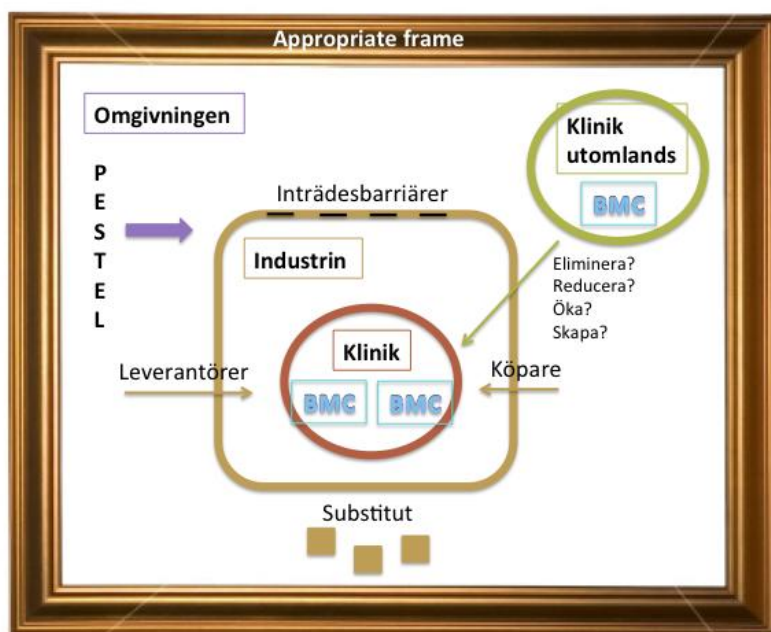 Appropriate frame
Omgivningen
P
E
S
T
E
L
Klinik
utomlands
BMC
Inträdesbarriärer
Industrin
Eliminera?
Reducera?
Öka?
Skapa?
Klinik
BMC BMC
Leverantörer
Köpare
Substitut